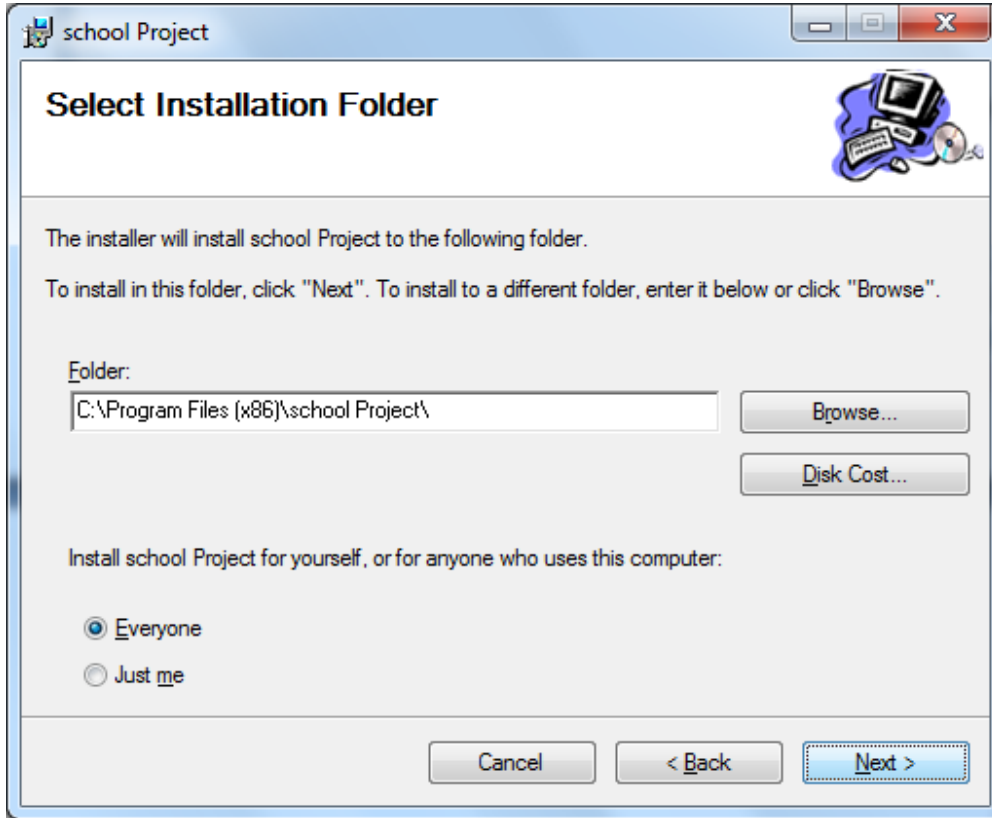 school Project
Select Installation Folder
The installer will install school Project to the following folder.
To install in this folder, click "Next". To install to a different folder, enter it below or click "Browse".
Folder:
C:\Program Files (x86)\school Project\
Browse...
Disk Cost...
Install school Project for yourself, or for anyone who uses this computer:
Everyone
Just me
Cancel
< Back
Next >